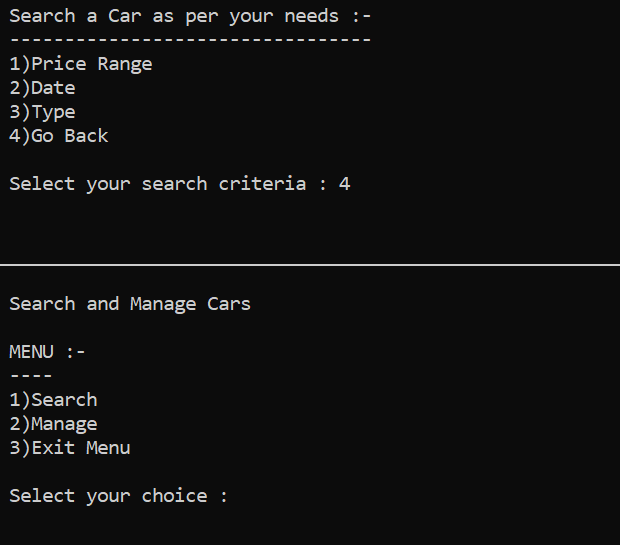 Search a Car as per your needs :-
---------------------------------
1)Price Range
2)Date
3)Type
4)Go Back
Select your search criteria : 4
Search and Manage Cars
MENU :-
----
1)Search
2)Manage
3)Exit Menu
Select your choice :